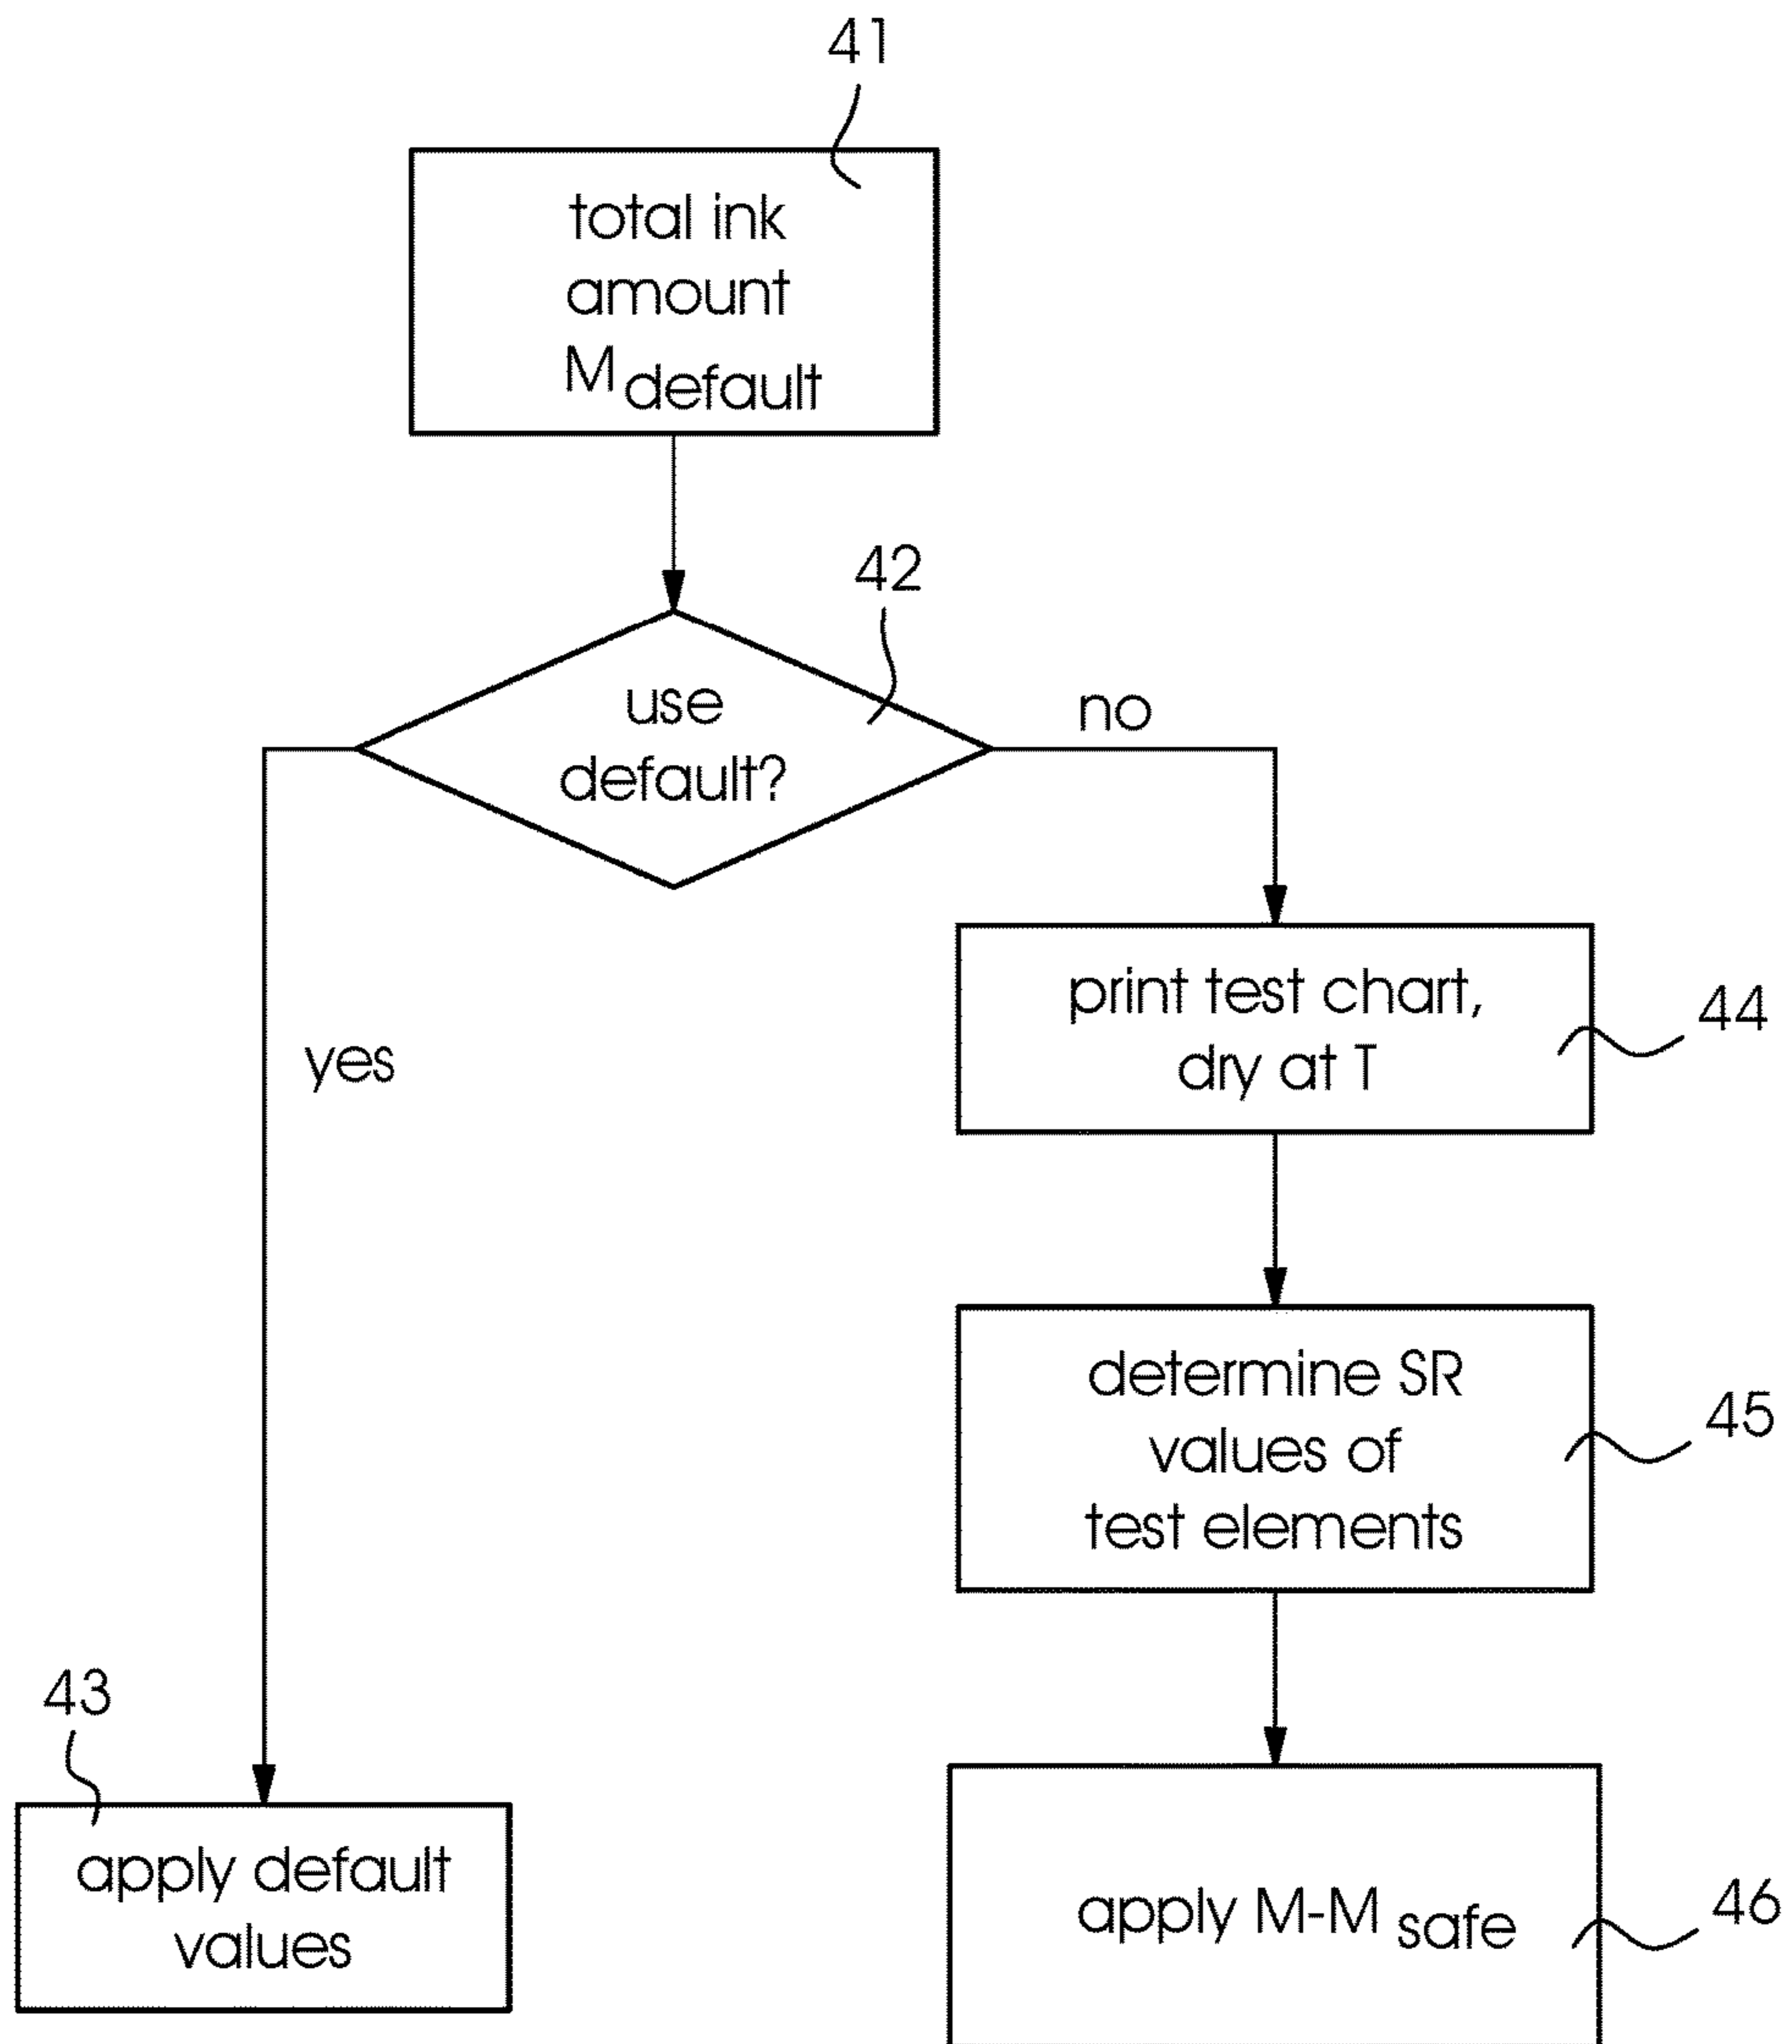 41
total ink
amount
M default
42
use
default?
no
yes
print test chart,
dry at T
44
determine SR
values of
test elements
45
43
apply default
values
apply M-M safe
46